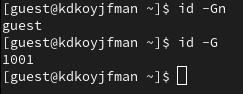 [guest@kdkoyjfman ~]$ id -Gn
guest
[guest@kdkoyjfman ~]$ id -G
1001
[guest@kdkoyjfman ~]$